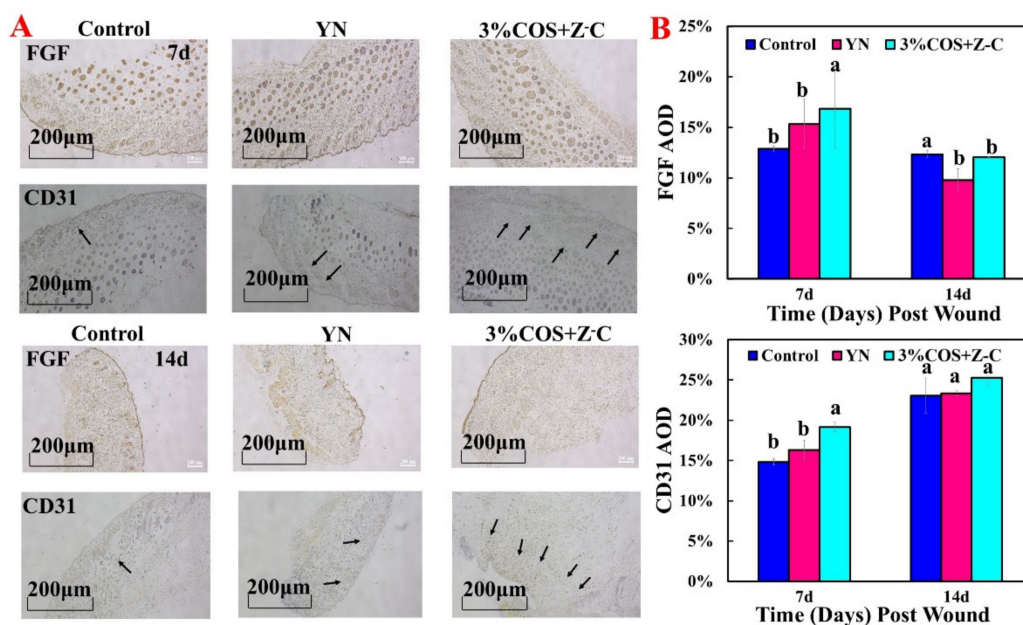 A
Control YN 3%COS+Z-C
FGF 7d
200μm 200μm 200μm
CD31
200μm 200μm 200μm
Control YN 3%COS+Z-C
FGF 14d
200μm 200μm 200μm
CD31
200μm 200μm 200μm
B
25%
20%
15%
10%
5%
0%
FGF AOD
Control YN 3%COS+Z-C
b b a
a b b
7d 14d
Time (Days) Post Wound
30%
25%
20%
15%
10%
5%
0%
CD31 AOD
Control YN 3%COS+Z-C
b b a
a a a
7d 14d
Time (Days) Post Wound